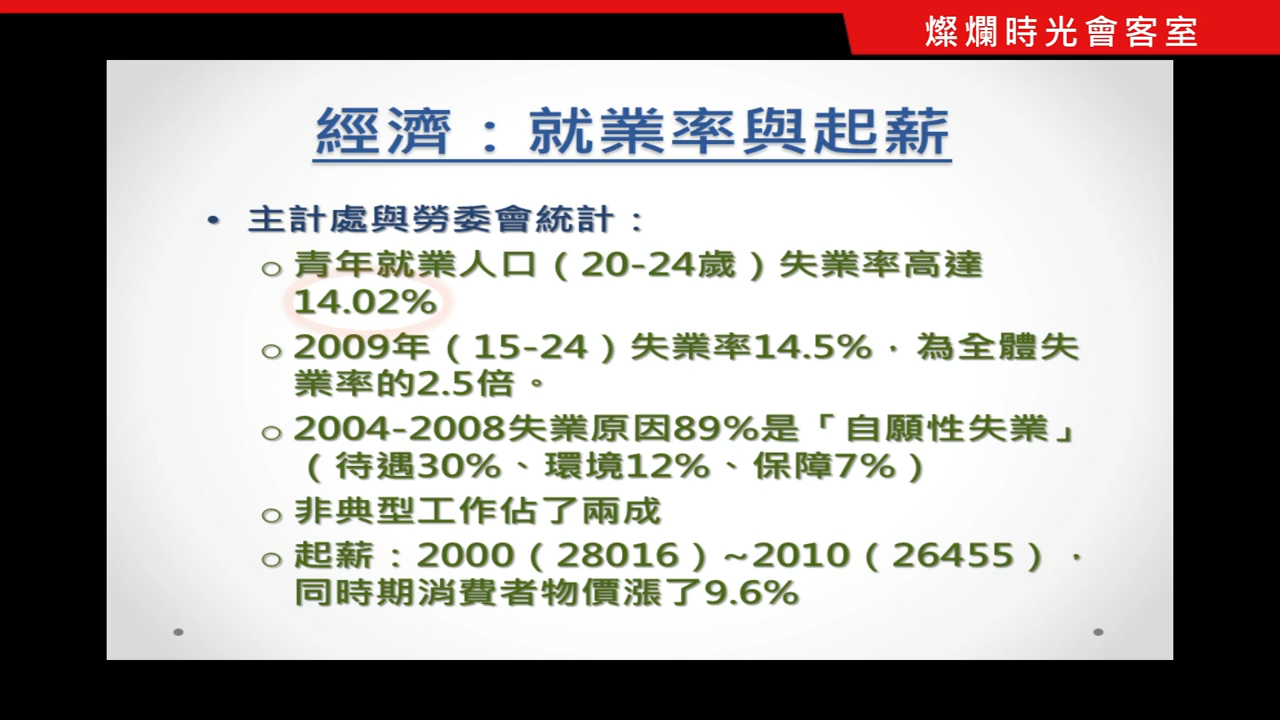 燦爛時光會客室
經濟：就業率與起薪
• 主計處與勞委會統計：
o 青年就業人口（20-24歲）失業率高達
14.02%
o 2009年（15-24）失業率14.5%，為全體失
業率的2.5倍。
o 2004-2008失業原因89%是「自願性失業」
（待遇30%、環境12%、保障7%）
o 非典型工作佔了兩成
o 起薪：2000（28016）~2010（26455），
同時期消費者物價漲了9.6%